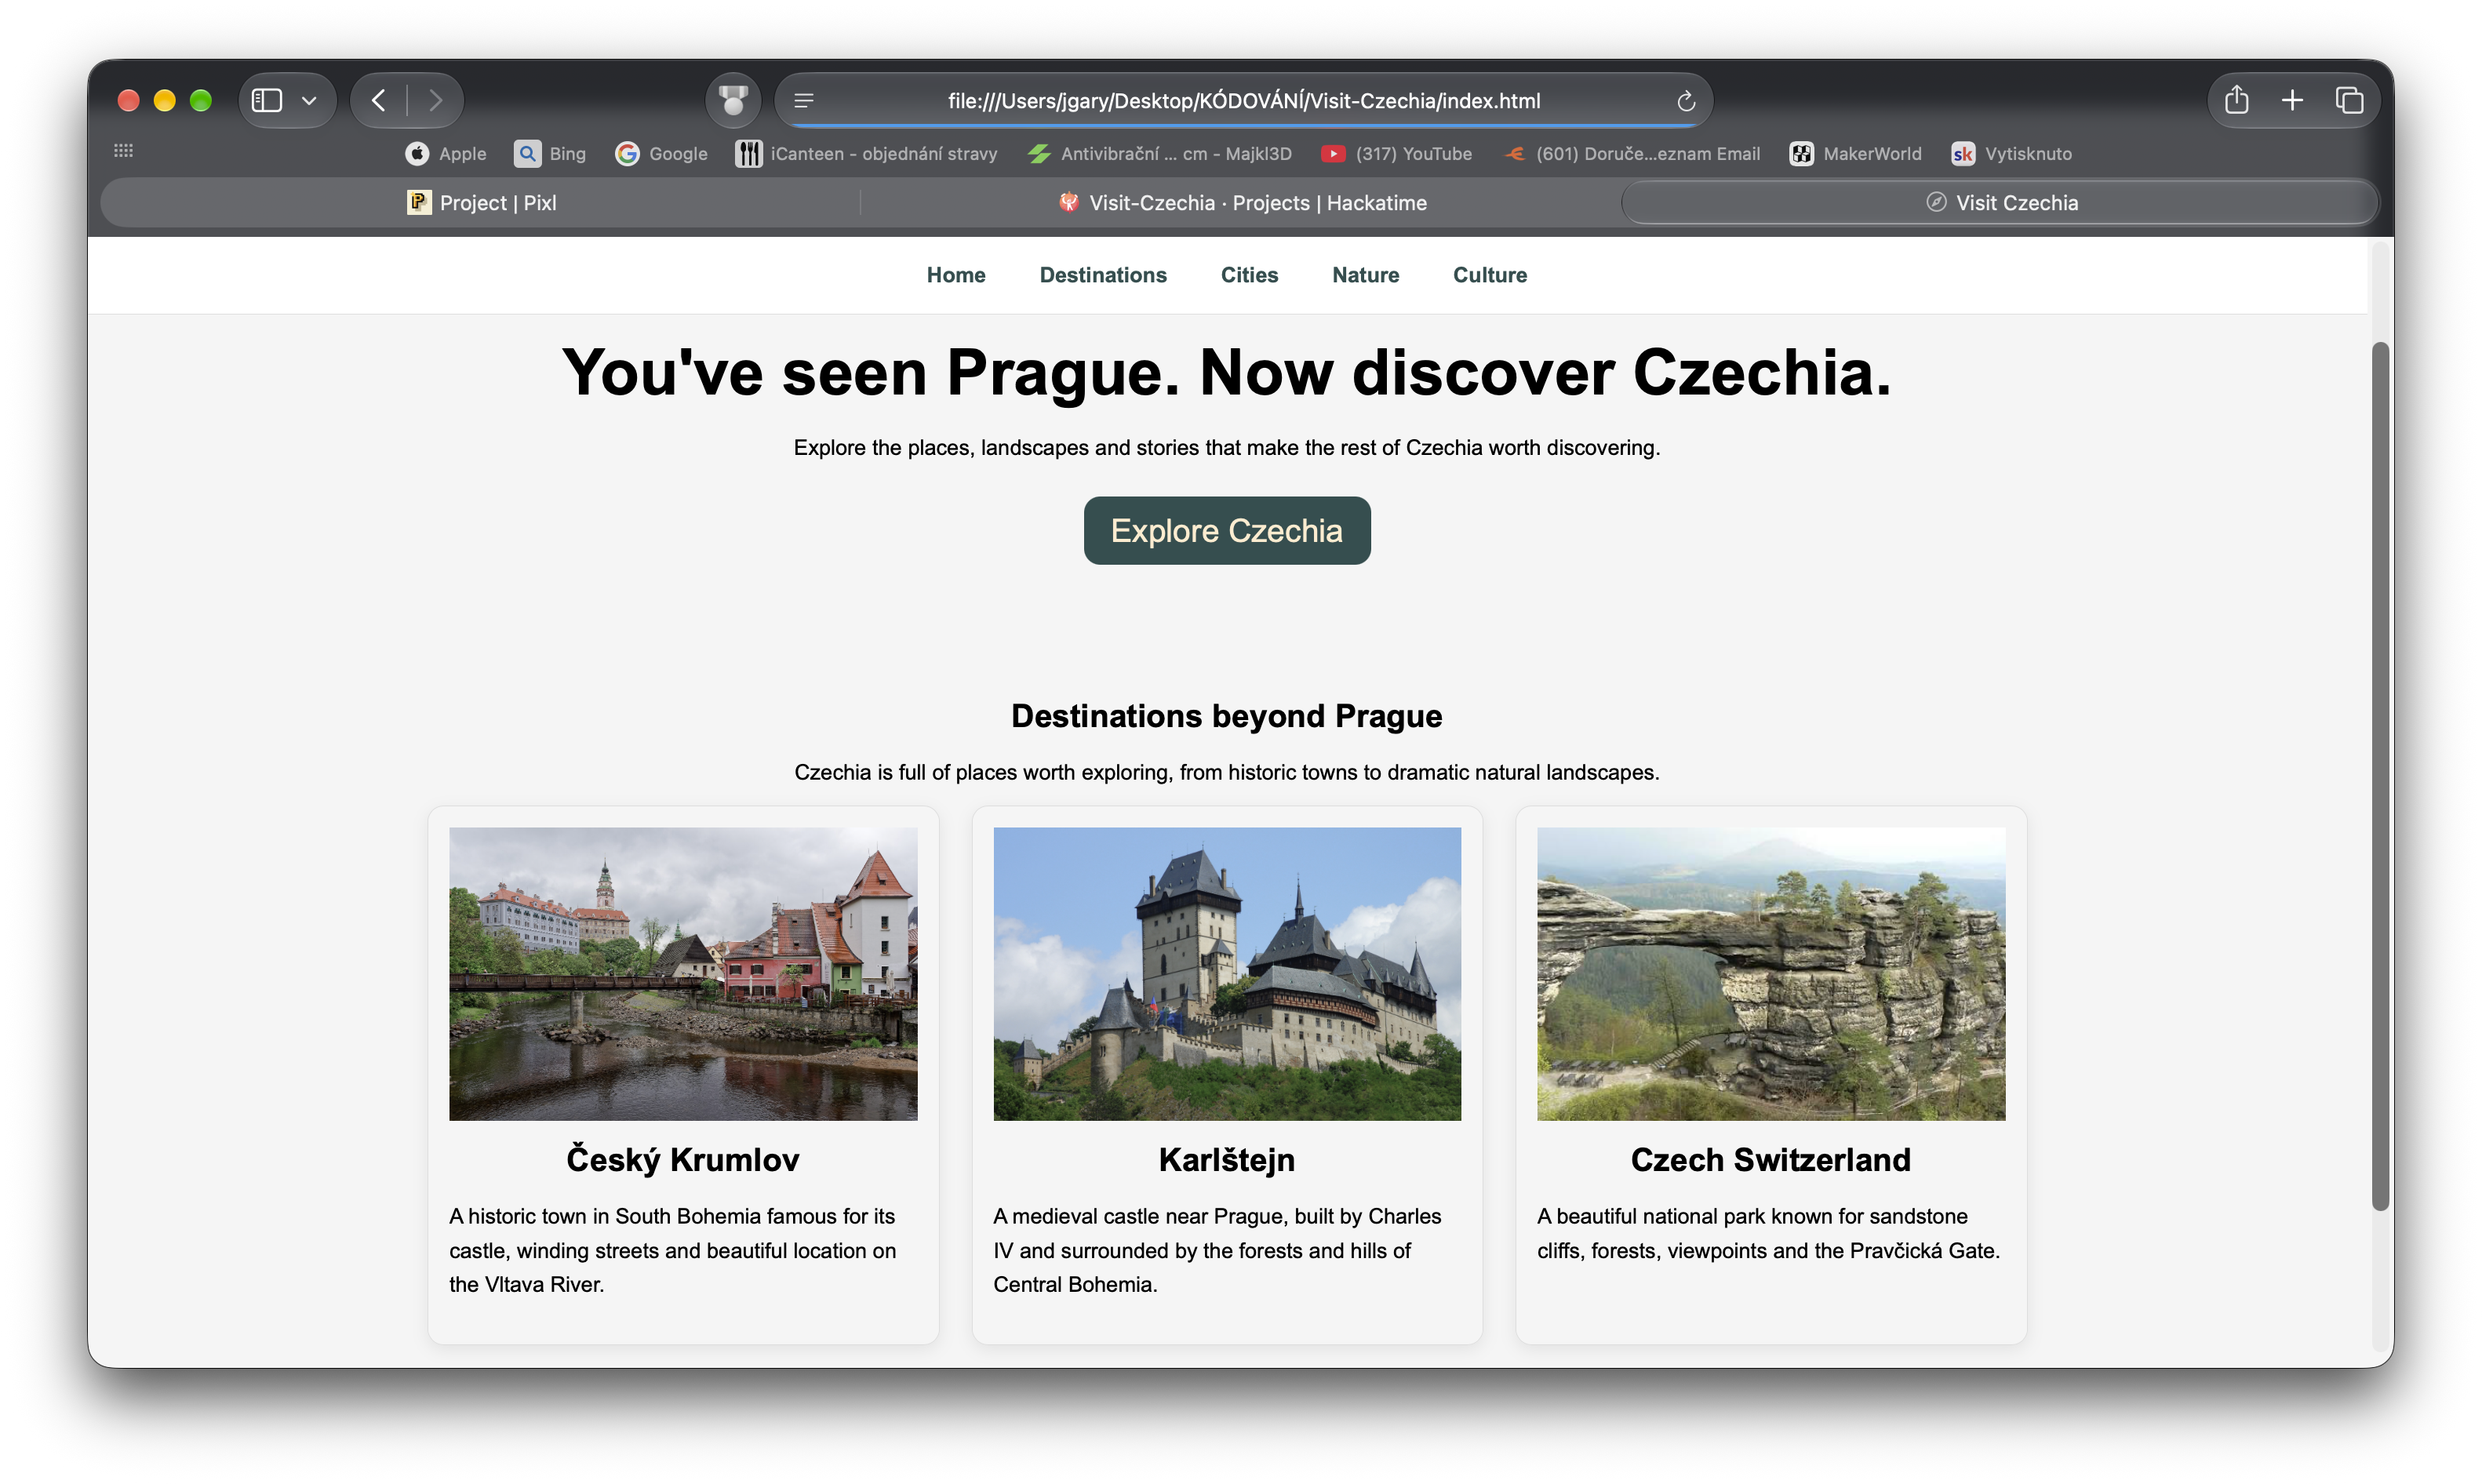 file:///Users/jgary/Desktop/KÓDOVÁNÍ/Visit-Czechia/index.html
Apple Bing Google iCanteen - objednání stravy Antivibrační ... cm - Majkl3D (317) YouTube (601) Doruče...eznam Email MakerWorld sk Vytisknuto
P Project | Pixl Visit-Czechia · Projects | Hackatime Visit Czechia
Home Destinations Cities Nature Culture
You've seen Prague. Now discover Czechia.
Explore the places, landscapes and stories that make the rest of Czechia worth discovering.
Explore Czechia
Destinations beyond Prague
Czechia is full of places worth exploring, from historic towns to dramatic natural landscapes.
Český Krumlov
A historic town in South Bohemia famous for its
castle, winding streets and beautiful location on
the Vltava River.
Karlštejn
A medieval castle near Prague, built by Charles
IV and surrounded by the forests and hills of
Central Bohemia.
Czech Switzerland
A beautiful national park known for sandstone
cliffs, forests, viewpoints and the Pravčická Gate.